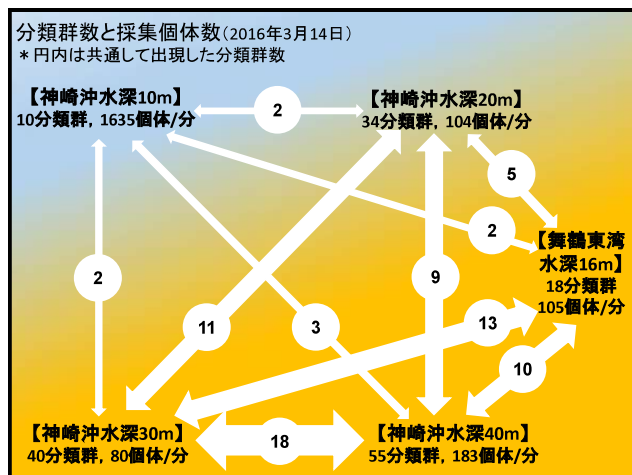 分類群数と採集個体数(2016年3月14日)
*円内は共通して出現した分類群数
【神崎沖水深10m】
10分類群, 1635個体/分
2
【神崎沖水深20m】
34分類群, 104個体/分
5
2
【舞鶴東湾
水深16m】
18分類群
105個体/分
2
11
3
9
13
10
【神崎沖水深30m】
40分類群, 80個体/分
18
【神崎沖水深40m】
55分類群, 183個体/分